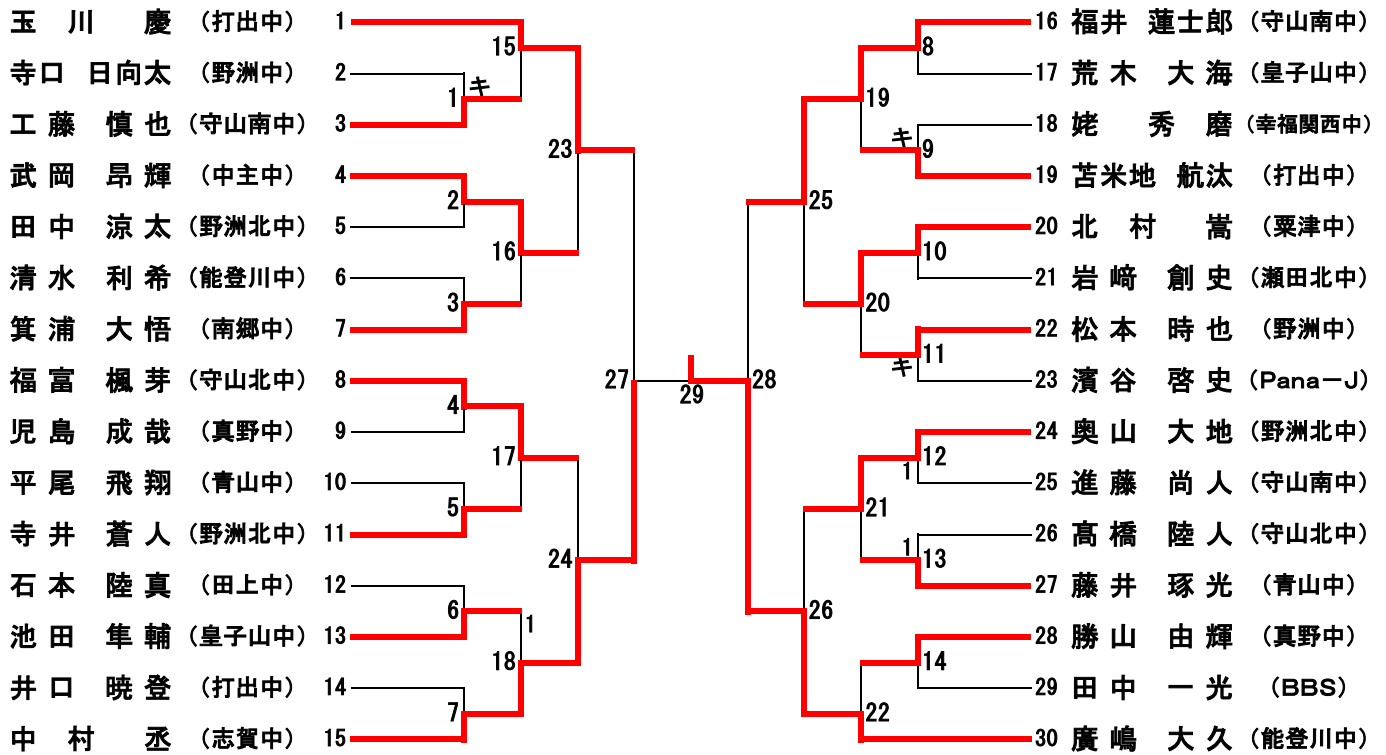 玉川 慶 (打出中) 1
寺口 日向太 (野洲中) 2
工藤 慎也 (守山南中) 3
武岡 昂輝 (中主中) 4
田中 涼太 (野洲北中) 5
清水 利希 (能登川中) 6
箕浦 大悟 (南郷中) 7
福富 楓芽 (守山北中) 8
児島 成哉 (真野中) 9
平尾 飛翔 (青山中) 10
寺井 蒼人 (野洲北中) 11
石本 陸真 (田上中) 12
池田 隼輔 (皇子山中) 13
井口 暁登 (打出中) 14
中村 丞 (志賀中) 15
15
キ
1
23
2
16
3
27
4
17
5
24
6
1
18
7
29
16 福井 蓮士郎 (守山南中)
17 荒木 大海 (皇子山中)
18 姥 秀磨 (幸福関西中)
19 苫米地 航汰 (打出中)
20 北村 嵩 (粟津中)
21 岩﨑 創史 (瀬田北中)
22 松本 時也 (野洲中)
23 濱谷 啓史 (Pana－J)
24 奥山 大地 (野洲北中)
25 進藤 尚人 (守山南中)
26 髙橋 陸人 (守山北中)
27 藤井 琢光 (青山中)
28 勝山 由輝 (真野中)
29 田中 一光 (BBS)
30 廣嶋 大久 (能登川中)
8
19
キ
9
25
10
20
11
キ
28
12
1
21
1
13
26
14
22